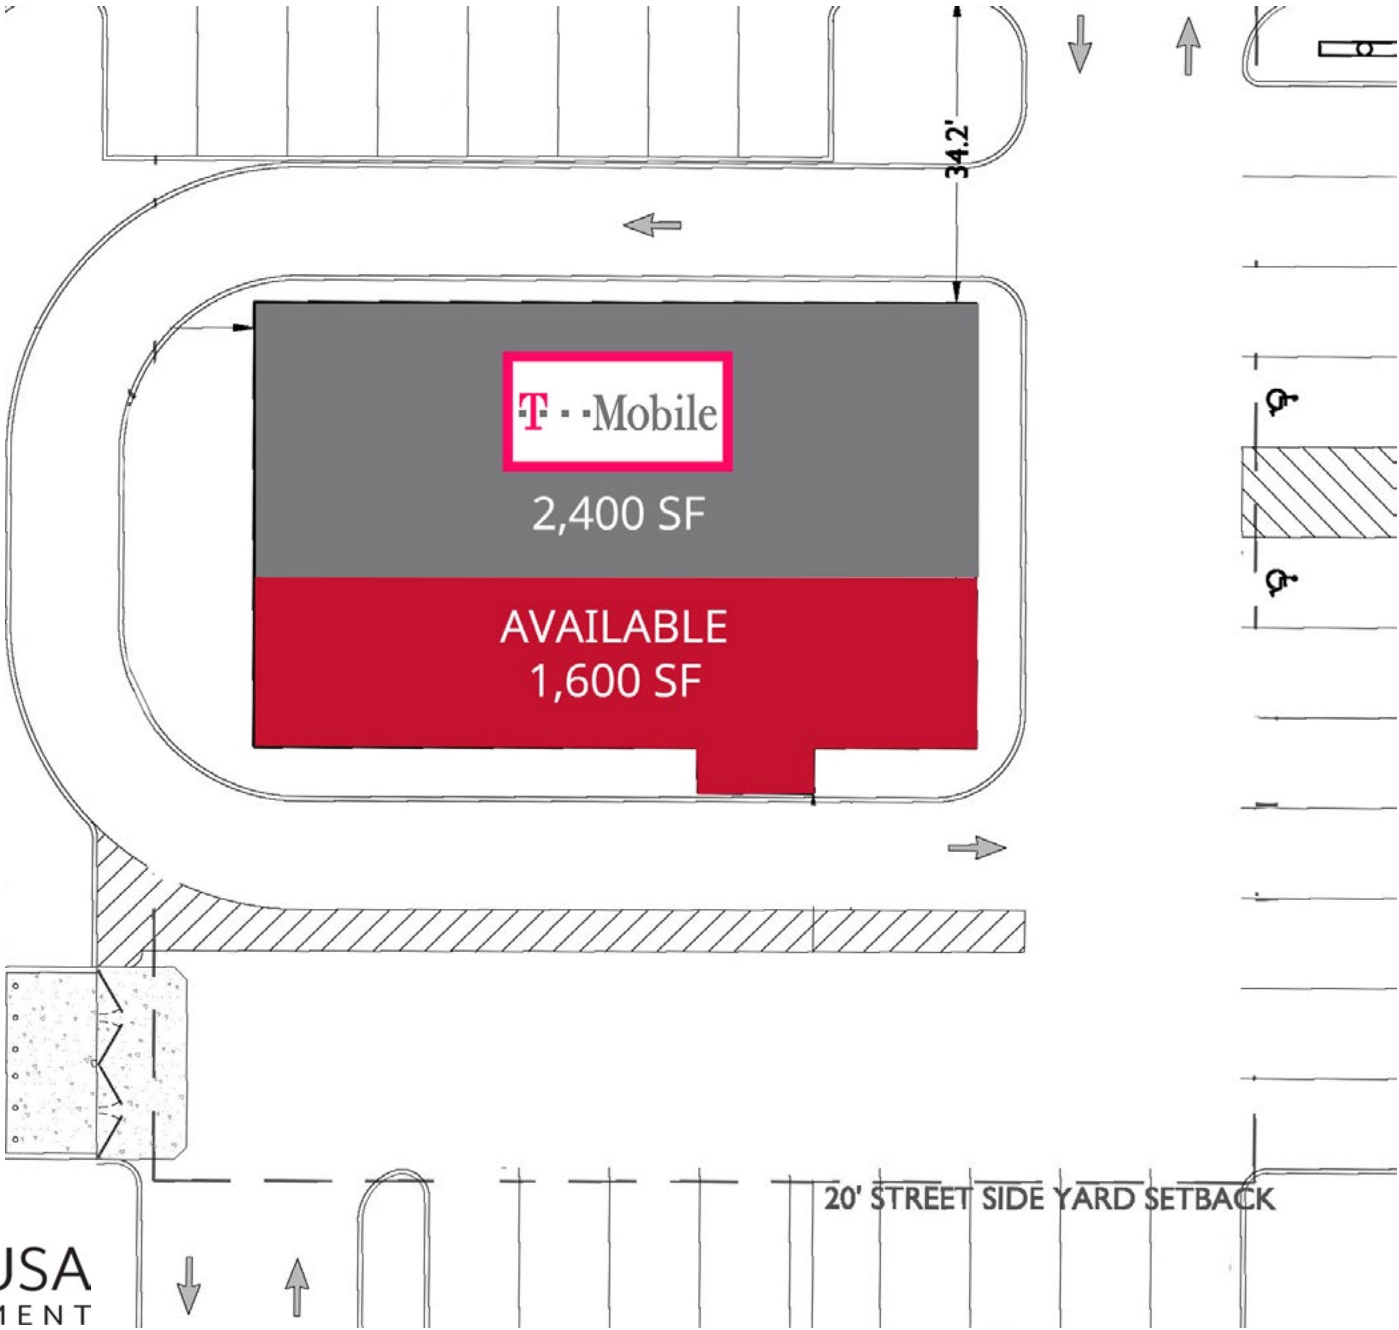 34.2'
T··Mobile
2,400 SF
AVAILABLE
1,600 SF
20' STREET SIDE YARD SETBACK
USA
MENT